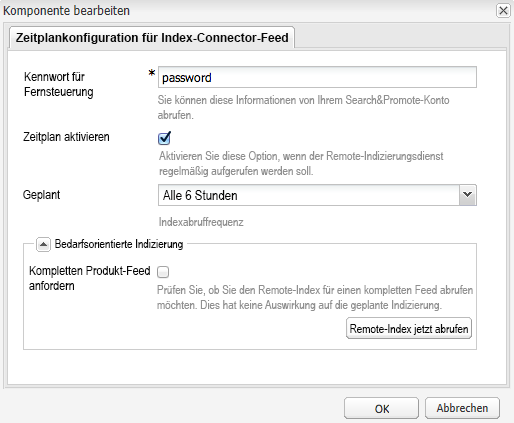 Komponente bearbeiten
Zeitplankonfiguration für Index-Connector-Feed
Kennwort für
Fernsteuerung
* password
Sie können diese Informationen von Ihrem Search&Promote-Konto
abrufen.
Zeitplan aktivieren
Aktivieren Sie diese Option, wenn der Remote-Indizierungsdienst
regelmäßig aufgerufen werden soll.
Geplant
Alle 6 Stunden
Indexabruffrequenz
Bedarfsorientierte Indizierung
Kompletten Produkt-Feed
anfordern
Prüfen Sie, ob Sie den Remote-Index für einen kompletten Feed abrufen
möchten. Dies hat keine Auswirkung auf die geplante Indizierung.
Remote-Index jetzt abrufen
OK
Abbrechen